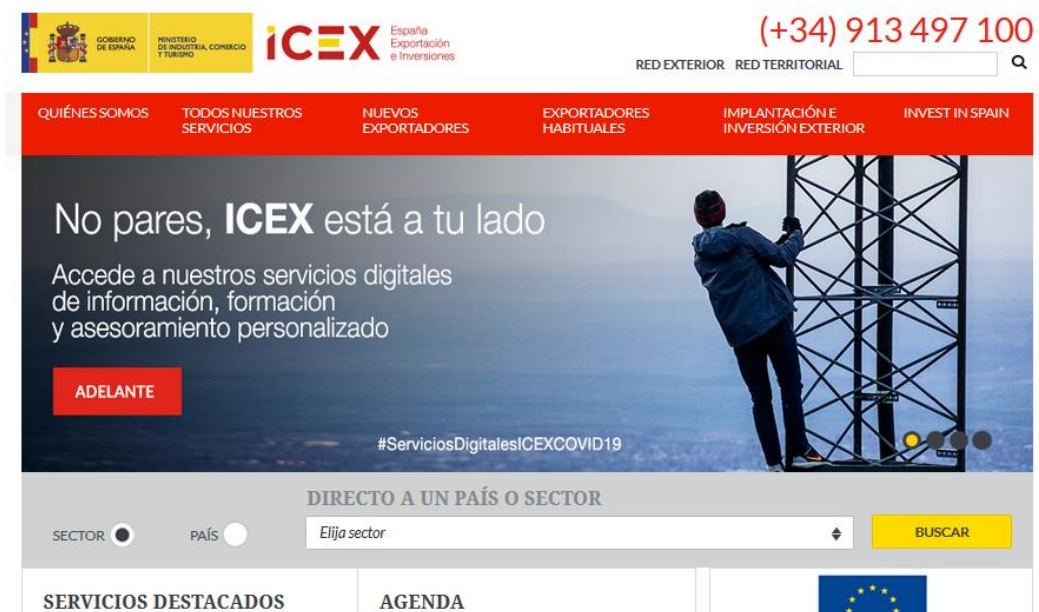 GOBIERNO
DE ESPAÑA
MINISTERIO
DE INDUSTRIA, COMERCIO
Y TURISMO
ICEX
España
Exportación
e Inversiones
(+34) 913 497 100
RED EXTERIOR RED TERRITORIAL
QUIÉNES SOMOS
TODOS NUESTROS
SERVICIOS
NUEVOS
EXPORTADORES
EXPORTADORES
HABITUALES
IMPLANTACIÓN E
INVERSIÓN EXTERIOR
INVEST IN SPAIN
No pares, ICEX está a tu lado
Accede a nuestros servicios digitales
de información, formación
y asesoramiento personalizado
ADELANTE
#ServiciosDigitalesICEXCOVID19
DIRECTO A UN PAÍS O SECTOR
SECTOR
PAÍS
Elija sector
BUSCAR
SERVICIOS DESTACADOS
AGENDA